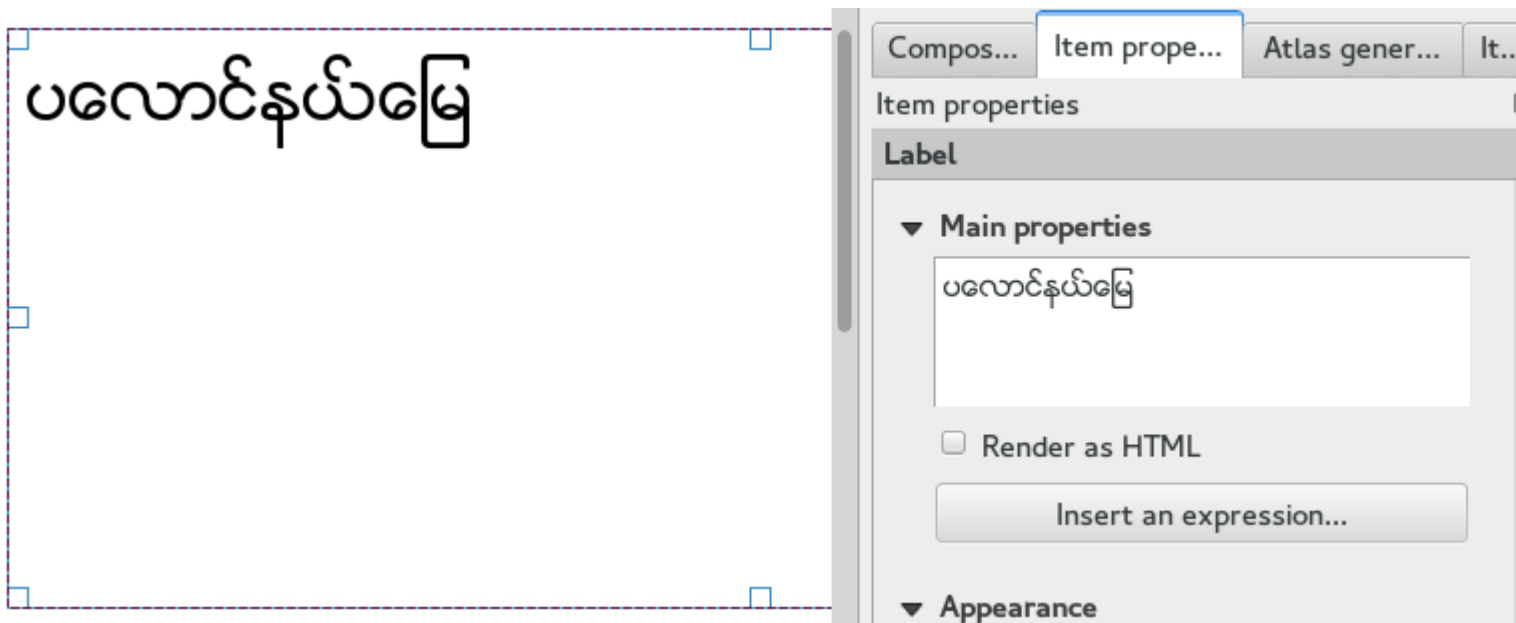 ပလောင်နယ်မြေ
Compos...
Item prope...
Atlas gener...
It...
Item properties
Label
Main properties
ပလောင်နယ်မြေ
Render as HTML
Insert an expression...
Appearance